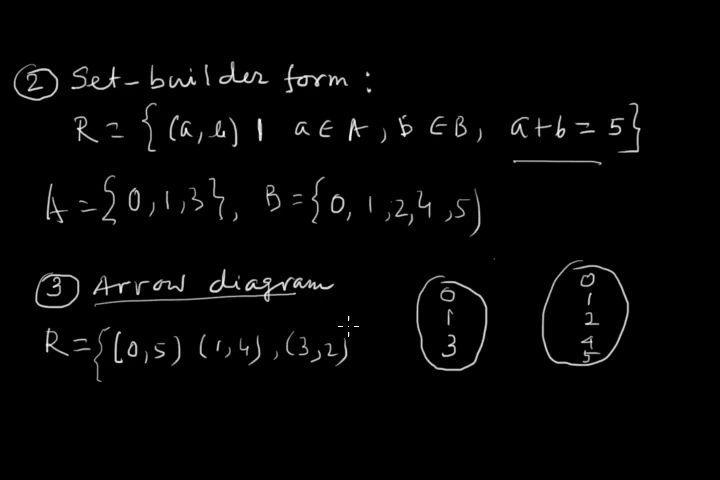 ② Set-builder form :
R = { (a, b) | a ∈ A , b ∈ B, a+b = 5}
A = {0, 1, 3}, B = {0, 1, 2, 4, 5)
③ Arrow diagram
R = { (0, 5) (1, 4) , (3, 2)
0
1
3
0
1
2
4
5